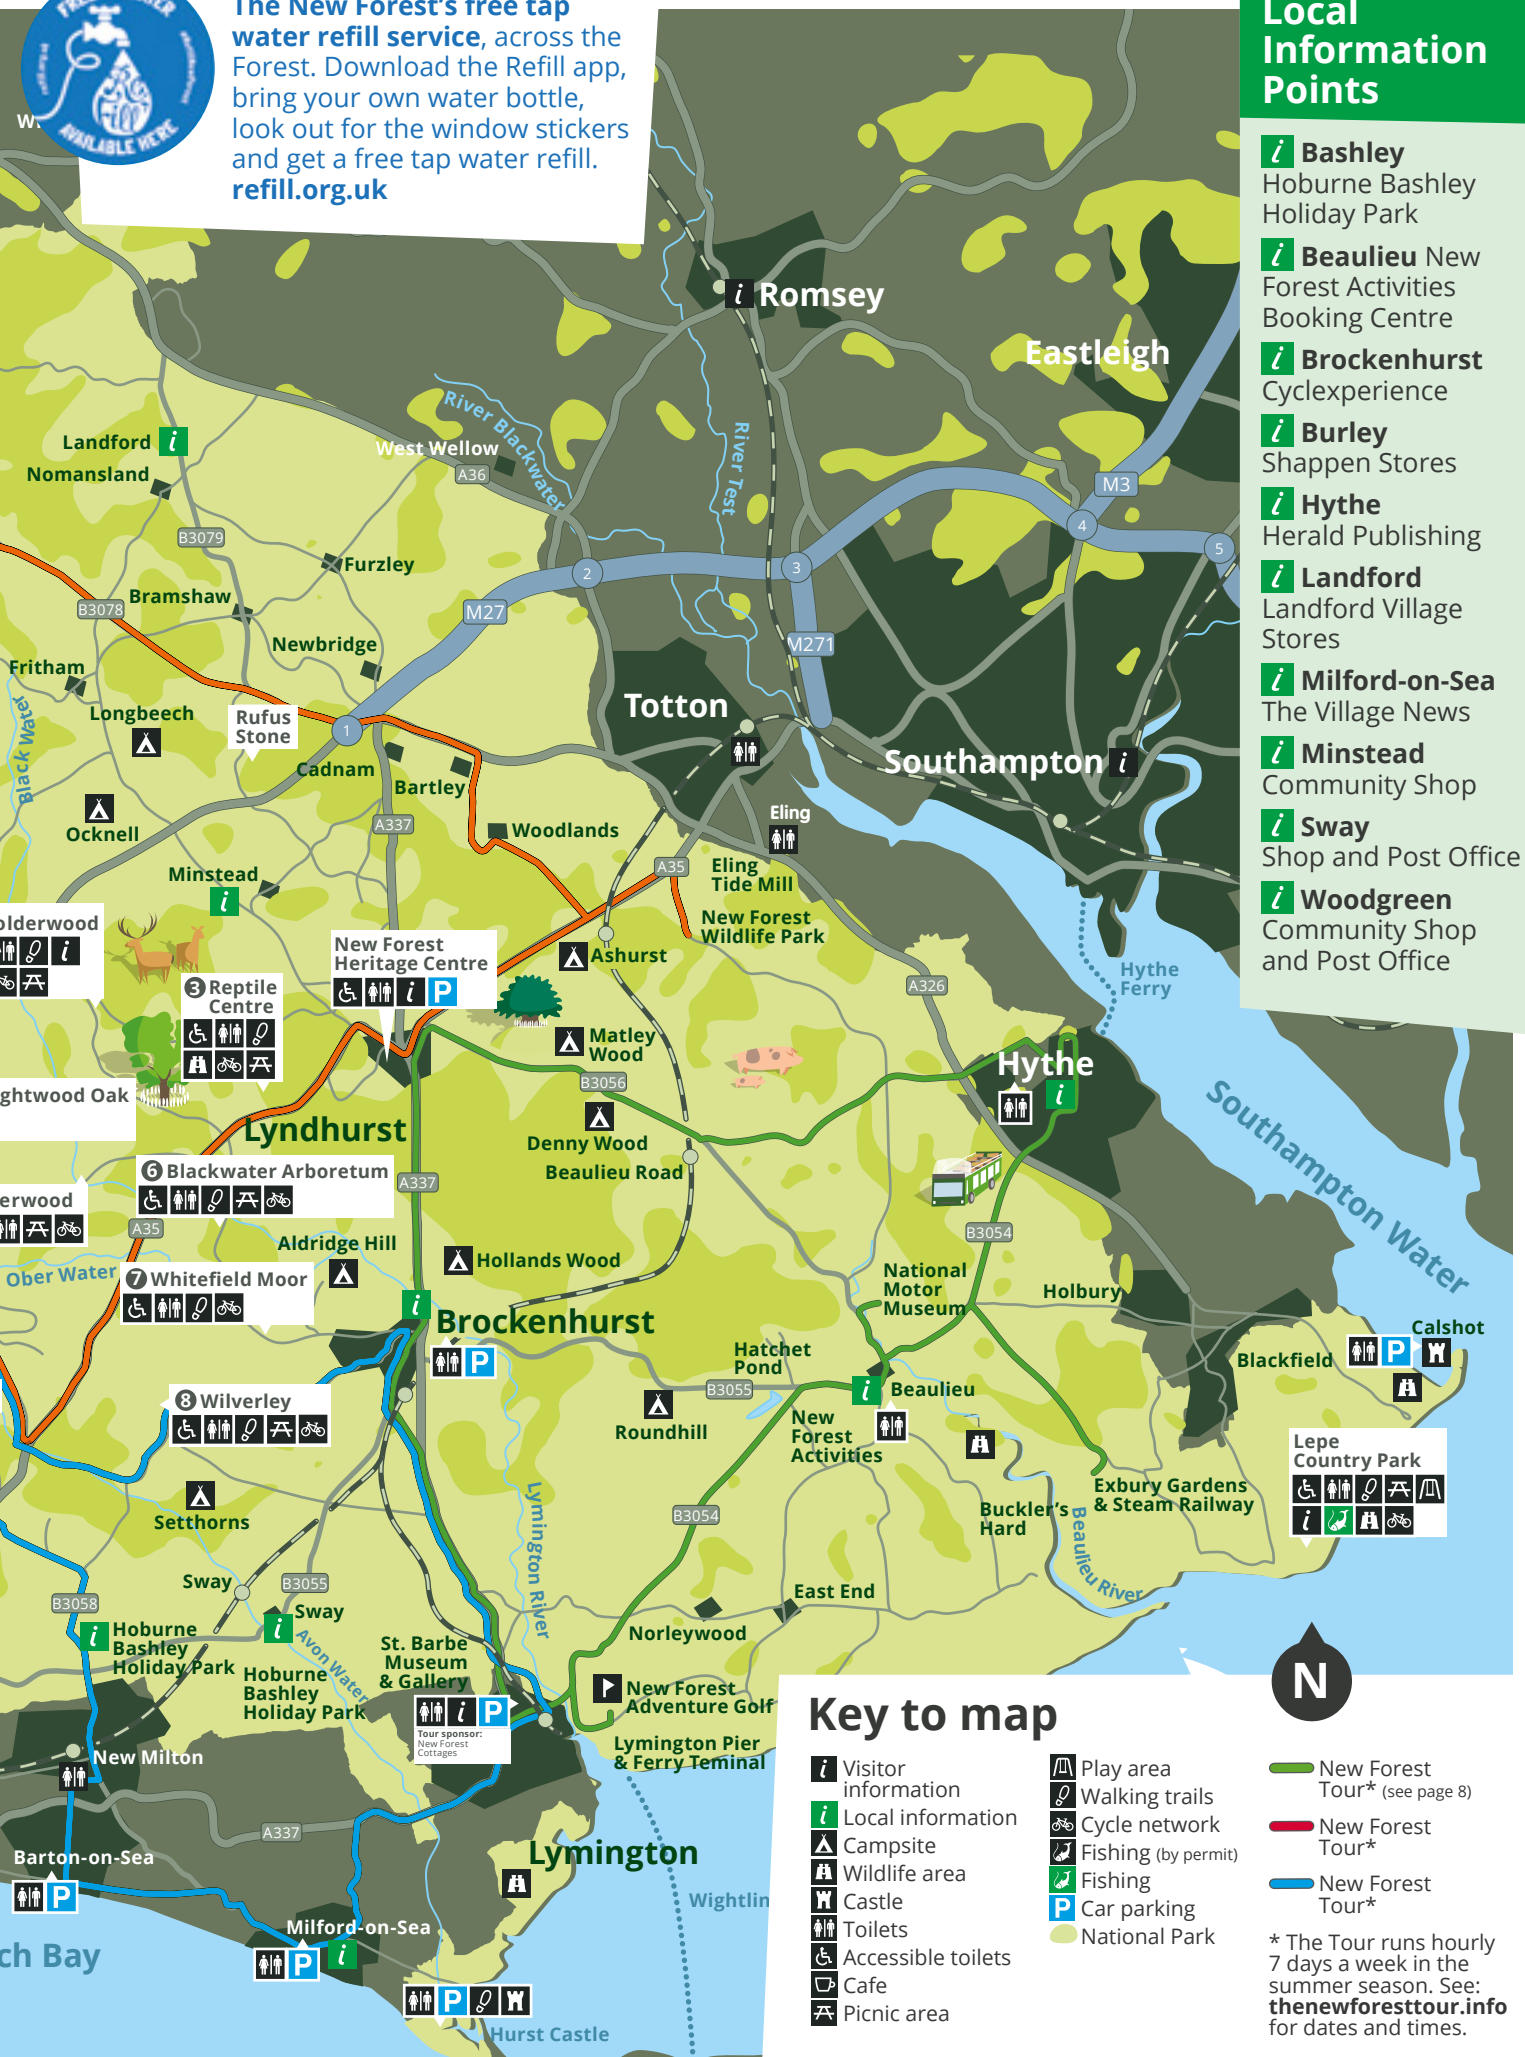 The New Forest's free tap
water refill service, across the
Forest. Download the Refill app,
bring your own water bottle,
look out for the window stickers
and get a free tap water refill.
refill.org.uk
AVAILABLE HERE
Local
Information
Points
i Bashley
Hoburne Bashley
Holiday Park
i Beaulieu New
Forest Activities
Booking Centre
i Brockenhurst
Cyclexperience
i Burley
Shappen Stores
i Hythe
Herald Publishing
i Landford
Landford Village
Stores
i Milford-on-Sea
The Village News
i Minstead
Community Shop
i Sway
Shop and Post Office
i Woodgreen
Community Shop
and Post Office
Romsey
Eastleigh
River Blackwater
River Test
Landford
Nomansland
West Wellow
A36
M3
4
5
3
2
B3079
Furzley
B3078
Bramshaw
M27
Newbridge
M271
Fritham
Totton
Longbeech
Rufus
Stone
1
Black Water
Cadnam
Bartley
Southampton
Ocknell
A337
Woodlands
Eling
Minstead
A35
Eling
Tide Mill
New Forest
Wildlife Park
olderwood
New Forest
Heritage Centre
P
Ashurst
Hythe
Ferry
A326
3 Reptile
Centre
Matley
Wood
B3056
Hythe
ghtwood Oak
Lyndhurst
Denny Wood
Beaulieu Road
Southampton Water
6 Blackwater Arboretum
A337
erwood
A35
B3054
Aldridge Hill
Hollands Wood
Ober Water
7 Whitefield Moor
National
Motor
Museum
Holbury
Brockenhurst
P
Calshot
P
Hatchet
Pond
Blackfield
B3055
Beaulieu
8 Wilverley
Roundhill
New
Forest
Activities
Lepe
Country Park
Setthorns
Lymington River
B3054
Buckler's
Hard
Exbury Gardens
& Steam Railway
Beaulieu River
Sway
B3055
B3058
East End
Sway
Hoburne
Bashley
Holiday Park
Avon Water
St. Barbe
Museum
& Gallery
Norleywood
Hoburne
Bashley
Holiday Park
New Forest
Adventure Golf
P
Tour sponsor:
New Forest
Cottages
Lymington Pier
& Ferry Teminal
New Milton
A337
Barton-on-Sea
P
Lymington
Wightlin
Milford-on-Sea
P
ch Bay
P
Hurst Castle
N
Key to map
Visitor
information
Local information
Campsite
Wildlife area
Castle
Toilets
Accessible toilets
Cafe
Picnic area
Play area
Walking trails
Cycle network
Fishing (by permit)
Fishing
P Car parking
National Park
New Forest
Tour* (see page 8)
New Forest
Tour*
New Forest
Tour*
* The Tour runs hourly
7 days a week in the
summer season. See:
thenewforesttour.info
for dates and times.